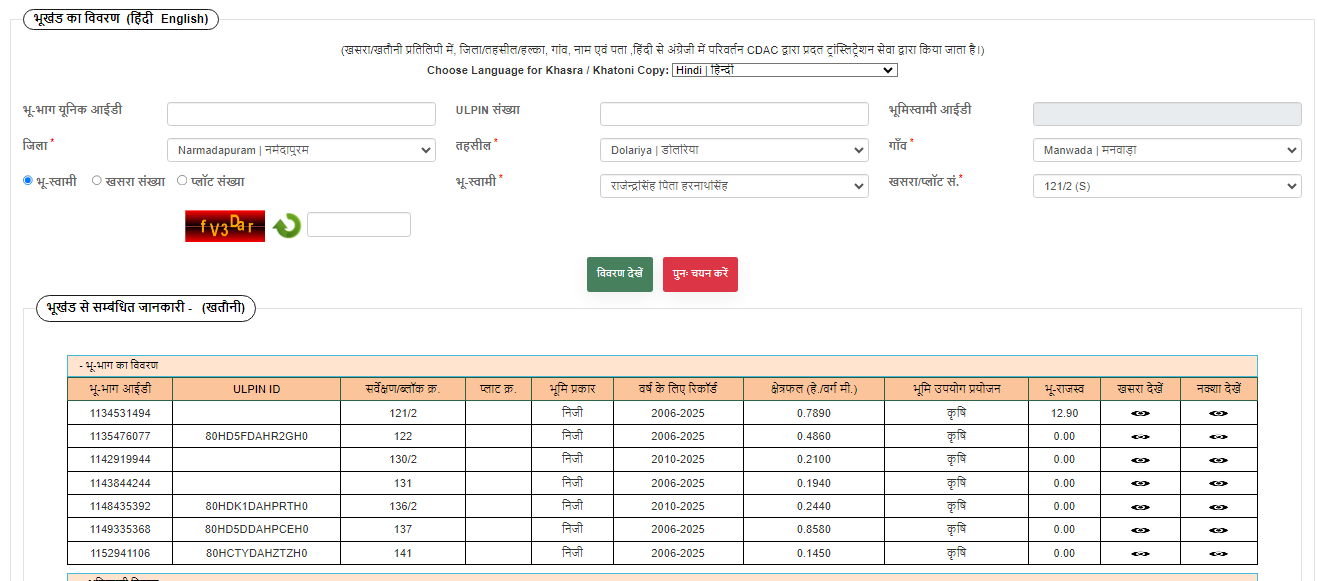 भूखंड का विवरण (हिंदी English)
(खसरा/खतौनी प्रतिलिपी में, जिला/तहसील/हल्का, गांव, नाम एवं पता ,हिंदी से अंग्रेजी में परिवर्तन CDAC द्वारा प्रदत ट्रांस्लिट्रेशन सेवा द्वारा किया जाता है।)
Choose Language for Khasra / Khatoni Copy: Hindi | हिन्दी
भू-भाग यूनिक आईडी ULPIN संख्या भूमिस्वामी आईडी
जिला * Narmadapuram | नर्मदापुरम तहसील * Dolariya | डोलरिया गाँव * Manwada | मनवाड़ा
भू-स्वामी खसरा संख्या प्लॉट संख्या भू-स्वामी * राजेन्द्रसिंह पिता हरनाथसिंह खसरा/प्लॉट सं.* 121/2 (S)
fV3Dar
विवरण देखें पुनः चयन करें
भूखंड से सम्बंधित जानकारी - (खतौनी)
- भू-भाग का विवरण
भू-भाग आईडी ULPIN ID सर्वेक्षण/ब्लॉक क्र. प्लाट क्र. भूमि प्रकार वर्ष के लिए रिकॉर्ड क्षेत्रफल (हे./वर्ग मी.) भूमि उपयोग प्रयोजन भू-राजस्व खसरा देखें नक्शा देखें
1134531494 121/2 निजी 2006-2025 0.7890 कृषि 12.90
1135476077 80HD5FDAHR2GH0 122 निजी 2006-2025 0.4860 कृषि 0.00
1142919944 130/2 निजी 2010-2025 0.2100 कृषि 0.00
1143844244 131 निजी 2006-2025 0.1940 कृषि 0.00
1148435392 80HDK1DAHPRTH0 136/2 निजी 2010-2025 0.2440 कृषि 0.00
1149335368 80HD5DDAHPCEH0 137 निजी 2006-2025 0.8580 कृषि 0.00
1152941106 80HCTYDAHZTZH0 141 निजी 2006-2025 0.1450 कृषि 0.00